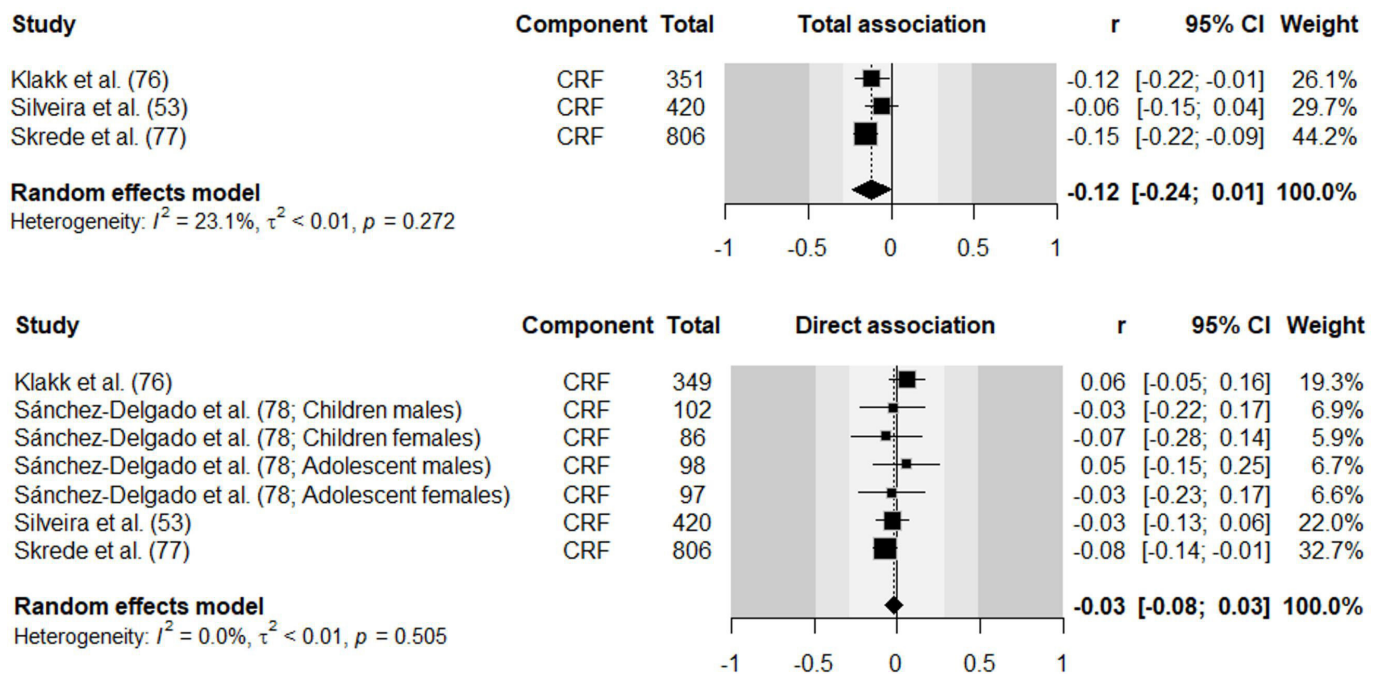 Study Component Total Total association r 95% CI Weight
Klakk et al. (76) CRF 351 -0.12 [-0.22; -0.01] 26.1%
Silveira et al. (53) CRF 420 -0.06 [-0.15; 0.04] 29.7%
Skrede et al. (77) CRF 806 -0.15 [-0.22; -0.09] 44.2%
Random effects model -0.12 [-0.24; 0.01] 100.0%
Heterogeneity: I² = 23.1%, τ² < 0.01, p = 0.272
-1 -0.5 0 0.5 1
Study Component Total Direct association r 95% CI Weight
Klakk et al. (76) CRF 349 0.06 [-0.05; 0.16] 19.3%
Sánchez-Delgado et al. (78; Children males) CRF 102 -0.03 [-0.22; 0.17] 6.9%
Sánchez-Delgado et al. (78; Children females) CRF 86 -0.07 [-0.28; 0.14] 5.9%
Sánchez-Delgado et al. (78; Adolescent males) CRF 98 0.05 [-0.15; 0.25] 6.7%
Sánchez-Delgado et al. (78; Adolescent females) CRF 97 -0.03 [-0.23; 0.17] 6.6%
Silveira et al. (53) CRF 420 -0.03 [-0.13; 0.06] 22.0%
Skrede et al. (77) CRF 806 -0.08 [-0.14; -0.01] 32.7%
Random effects model -0.03 [-0.08; 0.03] 100.0%
Heterogeneity: I² = 0.0%, τ² < 0.01, p = 0.505
-1 -0.5 0 0.5 1